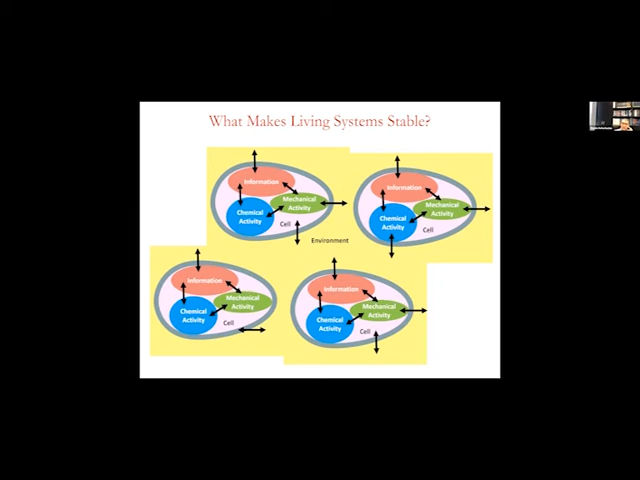 What Makes Living Systems Stable?
Information
Mechanical
Activity
Chemical
Activity
Cell
Environment
Information
Mechanical
Activity
Chemical
Activity
Cell
Information
Mechanical
Activity
Chemical
Activity
Cell
Information
Mechanical
Activity
Chemical
Activity
Cell